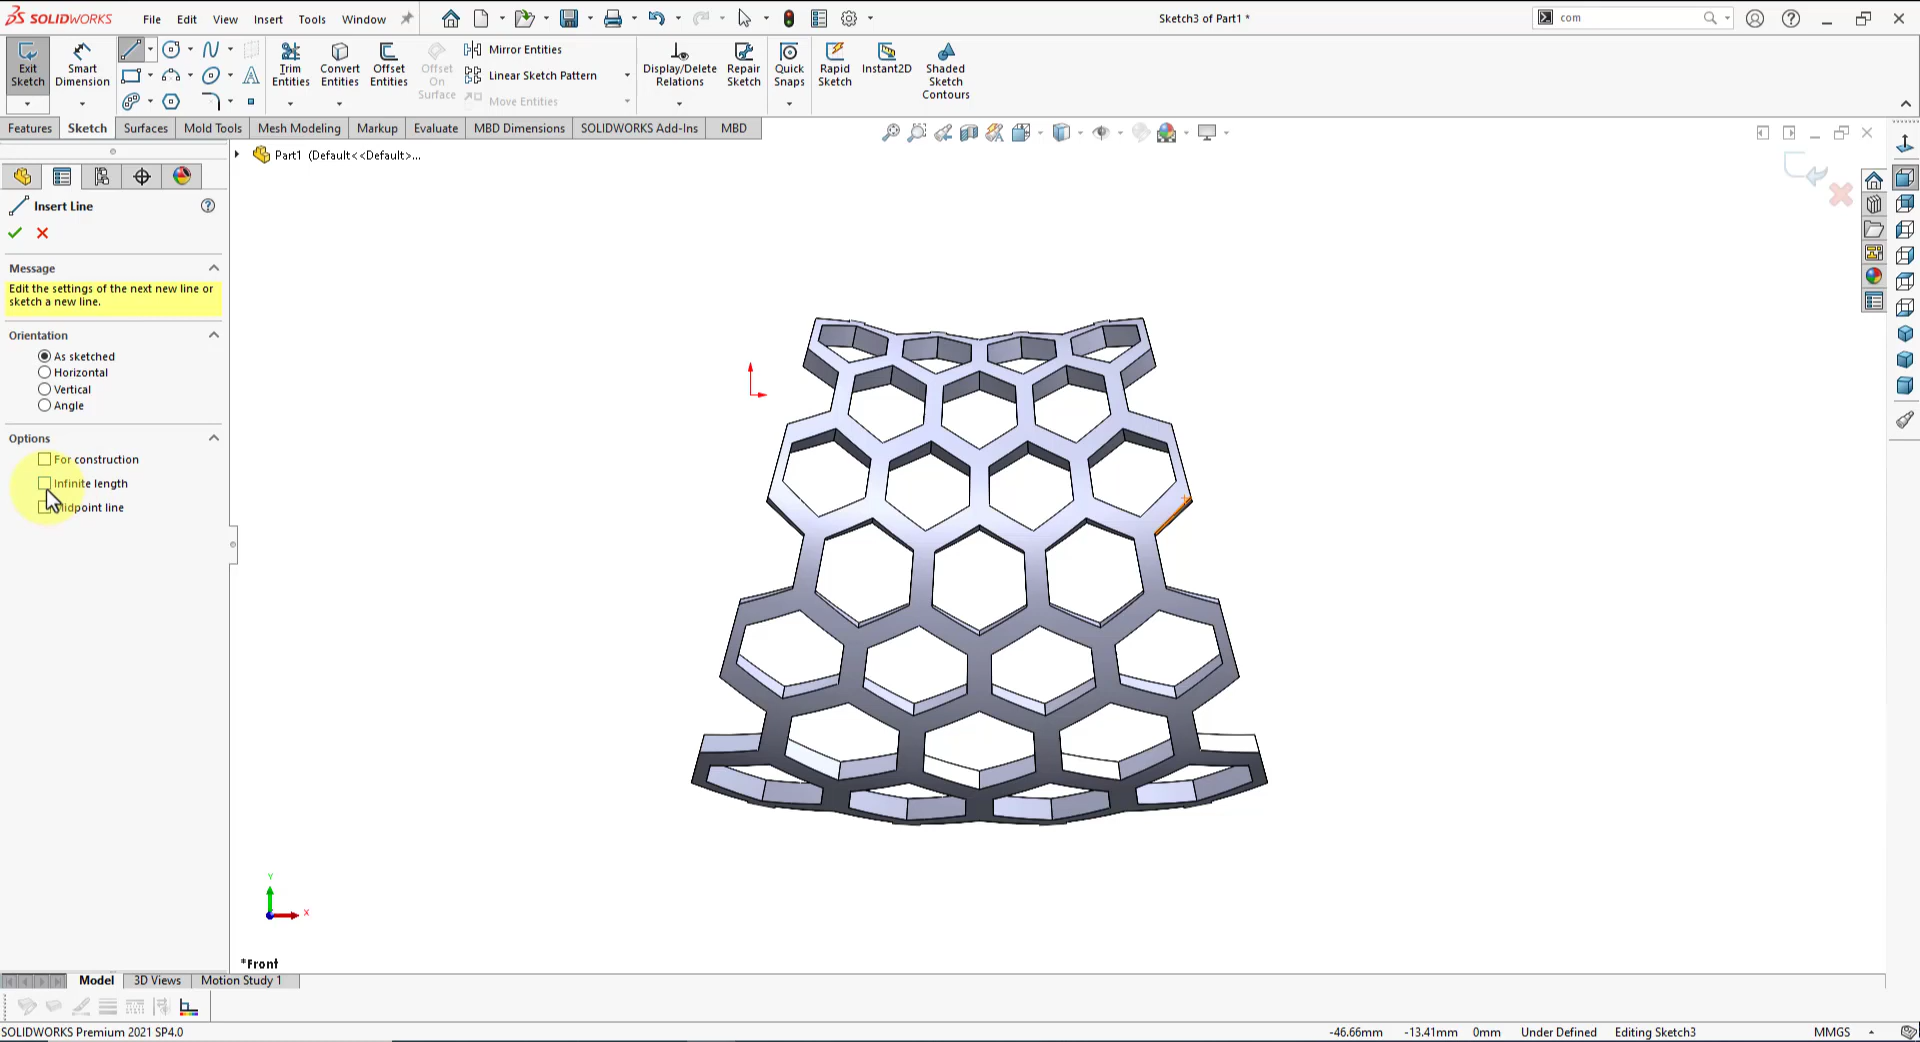 SOLIDWORKS File Edit View Insert Tools Window Sketch3 of Part1 * com
Exit Sketch
Smart Dimension
Trim Entities
Convert Entities
Offset Entities
Offset On Surface
Mirror Entities
Linear Sketch Pattern
Move Entities
Display/Delete Relations
Repair Sketch
Quick Snaps
Rapid Sketch
Instant2D
Shaded Sketch Contours
Features Sketch Surfaces Mold Tools Mesh Modeling Markup Evaluate MBD Dimensions SOLIDWORKS Add-Ins MBD
Part1 (Default<<Default>...
Insert Line
Message
Edit the settings of the next new line or
sketch a new line.
Orientation
As sketched
Horizontal
Vertical
Angle
Options
For construction
Infinite length
line
Y
X
*Front
Model 3D Views Motion Study 1
SOLIDWORKS Premium 2021 SP4.0 -46.66mm -13.41mm 0mm Under Defined Editing Sketch3 MMGS